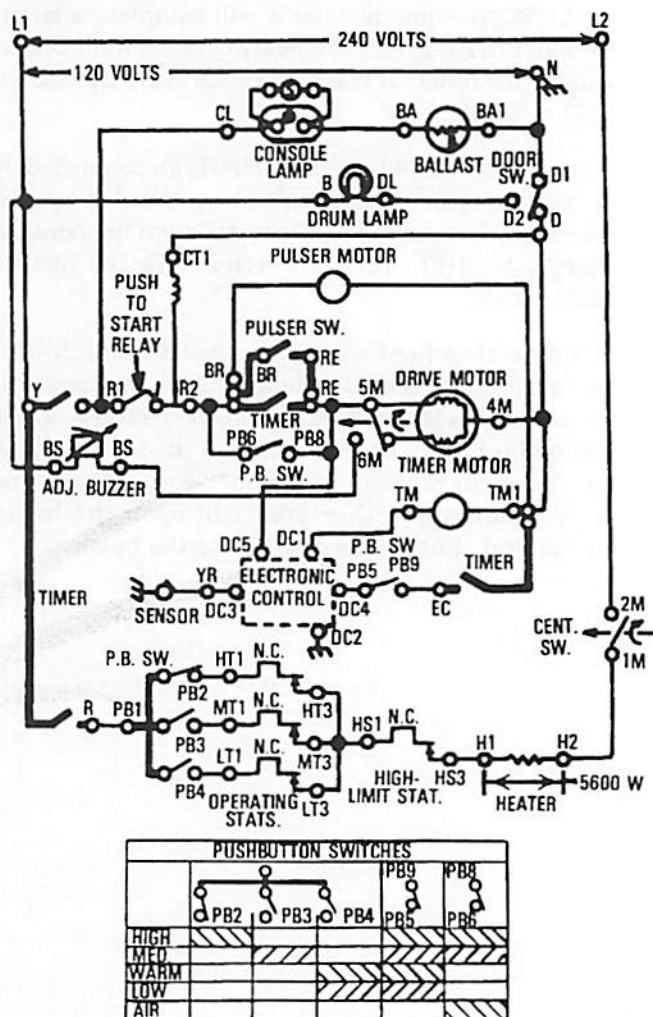 L1 L2
240 VOLTS
120 VOLTS N
S
CL BA BA1
CONSOLE LAMP BALLAST DOOR SW. D1
B DL
DRUM LAMP D2 D
CT1 PULSER MOTOR
PUSH TO START RELAY
PULSER SW.
BR BR RE
Y R1 R2 RE 5M DRIVE MOTOR
TIMER 4M
PB6 PB8
BS BS P.B. SW. 6M TIMER MOTOR
ADJ. BUZZER TM TM1
DC5 DC1 P.B. SW
YR ELECTRONIC CONTROL PB5 PB9 TIMER
TIMER SENSOR DC3 DC4 EC
DC2 2M
CENT. SW.
1M
P.B. SW. HT1 N.C.
PB2 HT3
R PB1 MT1 N.C. HS1 N.C. H1 H2
PB3 MT3
LT1 N.C. HS3 5600 W
PB4 LT3 HIGH-LIMIT STAT. HEATER
OPERATING STATS.
PUSHBUTTON SWITCHES
PB9 PB8
PB2 PB3 PB4 PB5 PB6
HIGH
MED
WARM
LOW
AIR